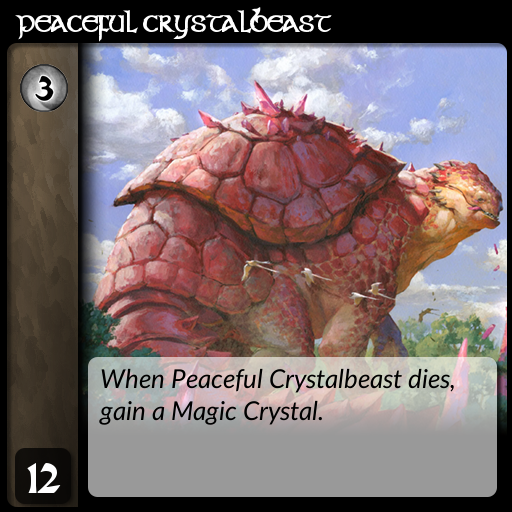 Peaceful Crystalbeast
3
When Peaceful Crystalbeast dies,
gain a Magic Crystal.
12